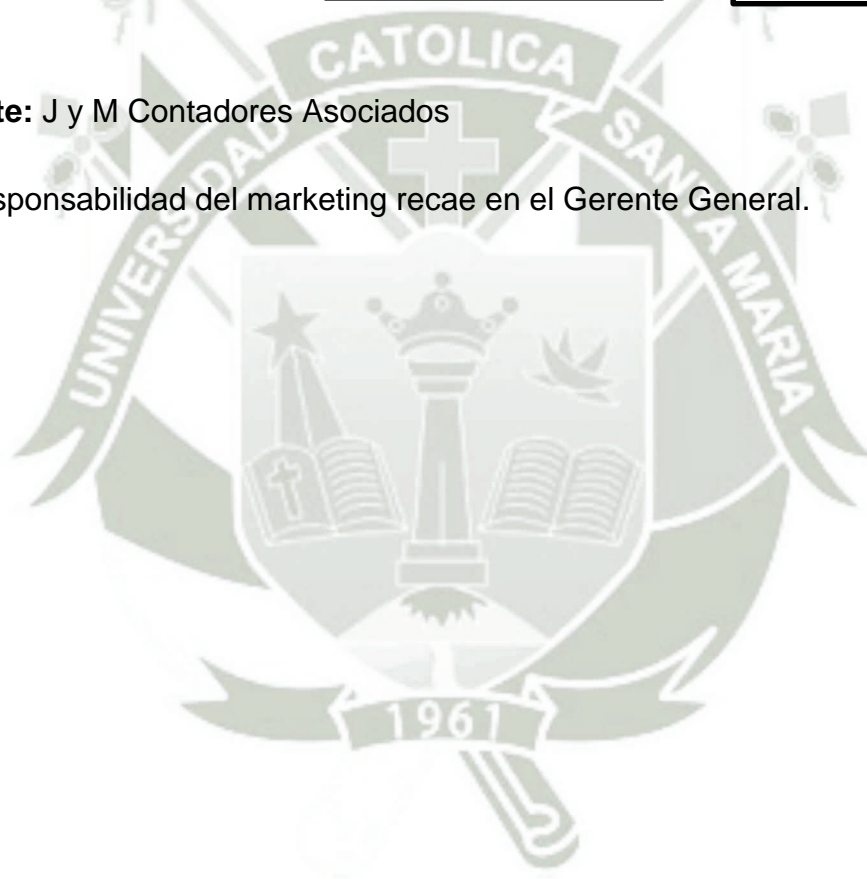 CATOLICA
UNIVERSIDAD
SANTA MARIA
te: J y M Contadores Asociados
sponsabilidad del marketing recae en el Gerente General.
1961